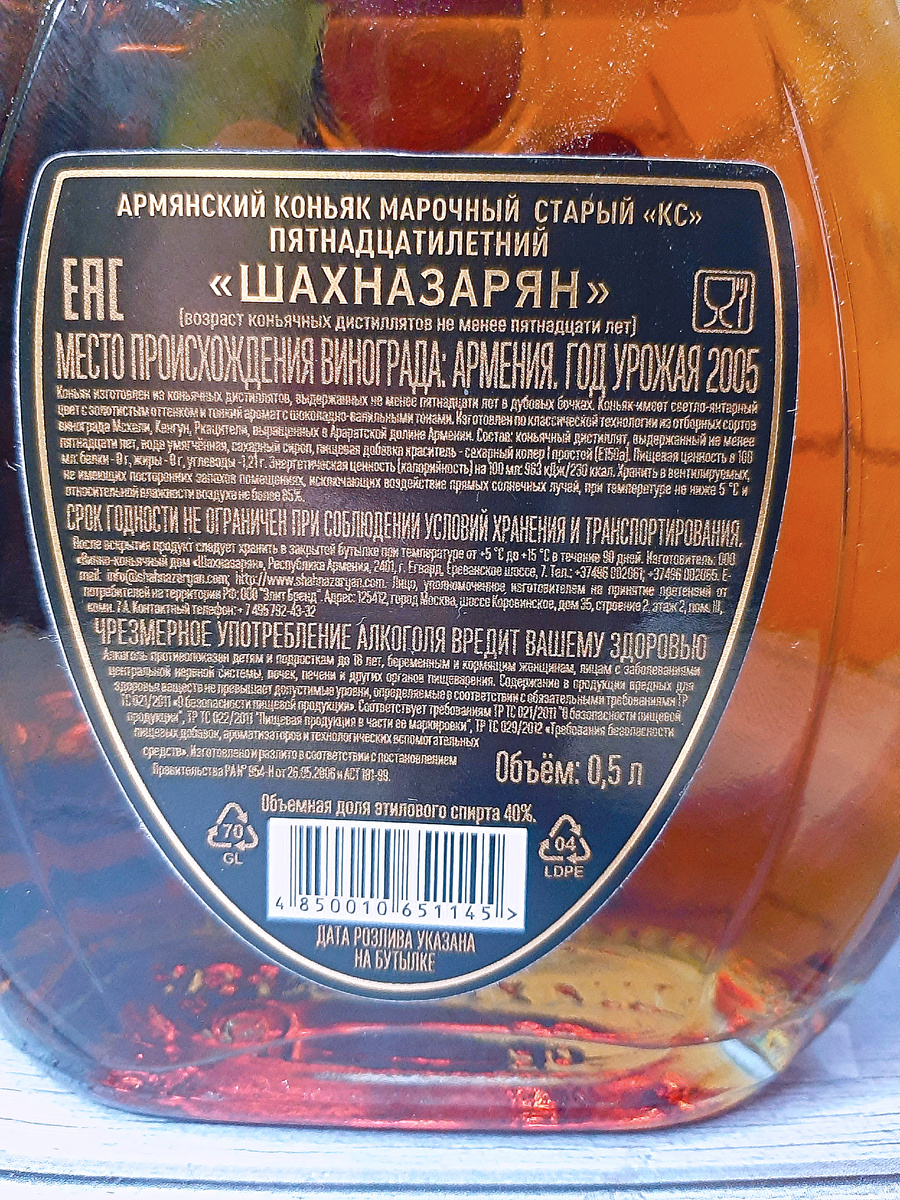 АРМЯНСКИЙ КОНЬЯК МАРОЧНЫЙ СТАРЫЙ «КС»
ПЯТНАДЦАТИЛЕТНИЙ
ЕАС
«ШАХНАЗАРЯН»
(возраст коньячных дистиллятов не менее пятнадцати лет)
МЕСТО ПРОИСХОЖДЕНИЯ ВИНОГРАДА: АРМЕНИЯ. ГОД УРОЖАЯ 2005
Коньяк изготовлен из коньячных дистиллятов, выдержанных не менее пятнадцати лет в дубовых бочках. Коньяк имеет светло-янтарный
цвет с золотистым оттенком и тонкий аромат с шоколадно-ванильными тонами. Изготовлен по классической технологии из отборных сортов
винограда Мсхали, Кангун, Ркацители, выращенных в Араратской долине Армении. Состав: коньячный дистиллят, выдержанный не менее
пятнадцати лет, вода умягчённая, сахарный сироп, пищевая добавка краситель - сахарный колер I простой (E150a). Пищевая ценность в 100
мл: белки - 0 г, жиры - 0 г, углеводы - 1,21 г. Энергетическая ценность (калорийность) на 100 мл: 963 кДж/230 ккал. Хранить в вентилируемых,
не имеющих посторонних запахов помещениях, исключающих воздействие прямых солнечных лучей, при температуре не ниже 5 °С и
относительной влажности воздуха не более 85%.
СРОК ГОДНОСТИ НЕ ОГРАНИЧЕН ПРИ СОБЛЮДЕНИИ УСЛОВИЙ ХРАНЕНИЯ И ТРАНСПОРТИРОВАНИЯ.
После вскрытия продукт следует хранить в закрытой бутылке при температуре от +5 °С до +15 °С в течение 90 дней. Изготовитель: ООО
«Винно-коньячный дом «Шахназарян», Республика Армения, 2401, г. Егвард, Ереванское шоссе, 7. Тел.: +37496 002061; +37496 002065. E-
mail: info@shahnazaryan.com; http://www.shahnazaryan.com. Лицо, уполномоченное изготовителем на принятие претензий от
потребителей на территории РФ: ООО "Элит Бренд". Адрес: 125412, город Москва, шоссе Коровинское, дом 35, строение 2, этаж 2, пом. III,
комн. 7 А. Контактный телефон: + 7 495 792-43-32
ЧРЕЗМЕРНОЕ УПОТРЕБЛЕНИЕ АЛКОГОЛЯ ВРЕДИТ ВАШЕМУ ЗДОРОВЬЮ
Алкоголь противопоказан детям и подросткам до 18 лет, беременным и кормящим женщинам, лицам с заболеваниями
центральной нервной системы, почек, печени и других органов пищеварения. Содержание в продукции вредных для
здоровья веществ не превышает допустимые уровни, определяемые в соответствии с обязательными требованиями ТР
ТС 021/2011 «О безопасности пищевой продукции». Соответствует требованиям ТР ТС 021/2011 "О безопасности пищевой
продукции", ТР ТС 022/2011 "Пищевая продукция в части ее маркировки", ТР ТС 029/2012 «Требования безопасности
пищевых добавок, ароматизаторов и технологических вспомогательных
средств». Изготовлено и разлито в соответствии с постановлением
Правительства РА N° 954-Н от 26.05.2006 и АСТ 181-99.
Объём: 0,5 л
Объемная доля этилового спирта 40%.
70
GL
04
LDPE
4 850010 651145 >
ДАТА РОЗЛИВА УКАЗАНА
НА БУТЫЛКЕ